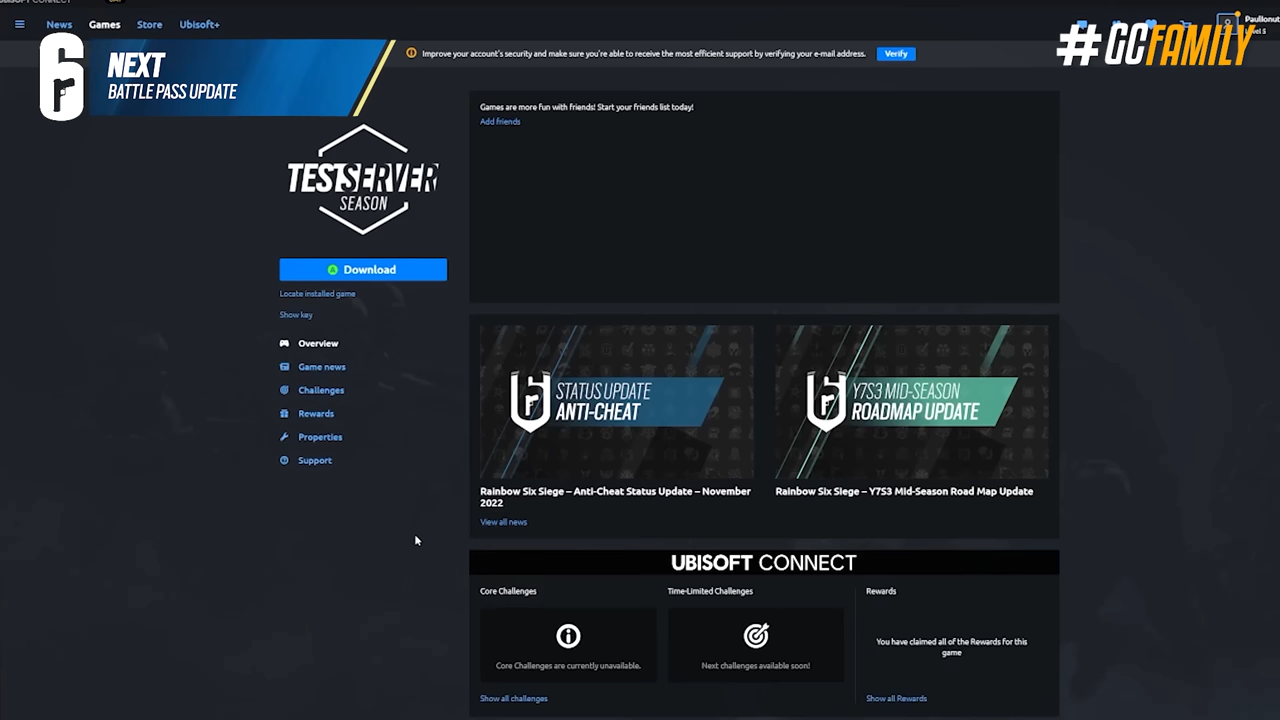 UBISOFT CONNECT
News Games Store Ubisoft+
Paulionut
Level 5
Improve your account's security and make sure you're able to receive the most efficient support by verifying your e-mail address. Verify
#GCFAMILY
NEXT
BATTLE PASS UPDATE
TESTSERVER
SEASON
Download
Locate installed game
Show key
Overview
Game news
Challenges
Rewards
Properties
Support
Games are more fun with friends! Start your friends list today!
Add friends
STATUS UPDATE
ANTI-CHEAT
Y7S3 MID-SEASON
ROADMAP UPDATE
Rainbow Six Siege – Anti-Cheat Status Update – November
2022
Rainbow Six Siege – Y7S3 Mid-Season Road Map Update
View all news
UBISOFT CONNECT
Core Challenges
Core Challenges are currently unavailable.
Show all challenges
Time-Limited Challenges
Next challenges available soon!
Rewards
You have claimed all of the Rewards for this
game
Show all Rewards